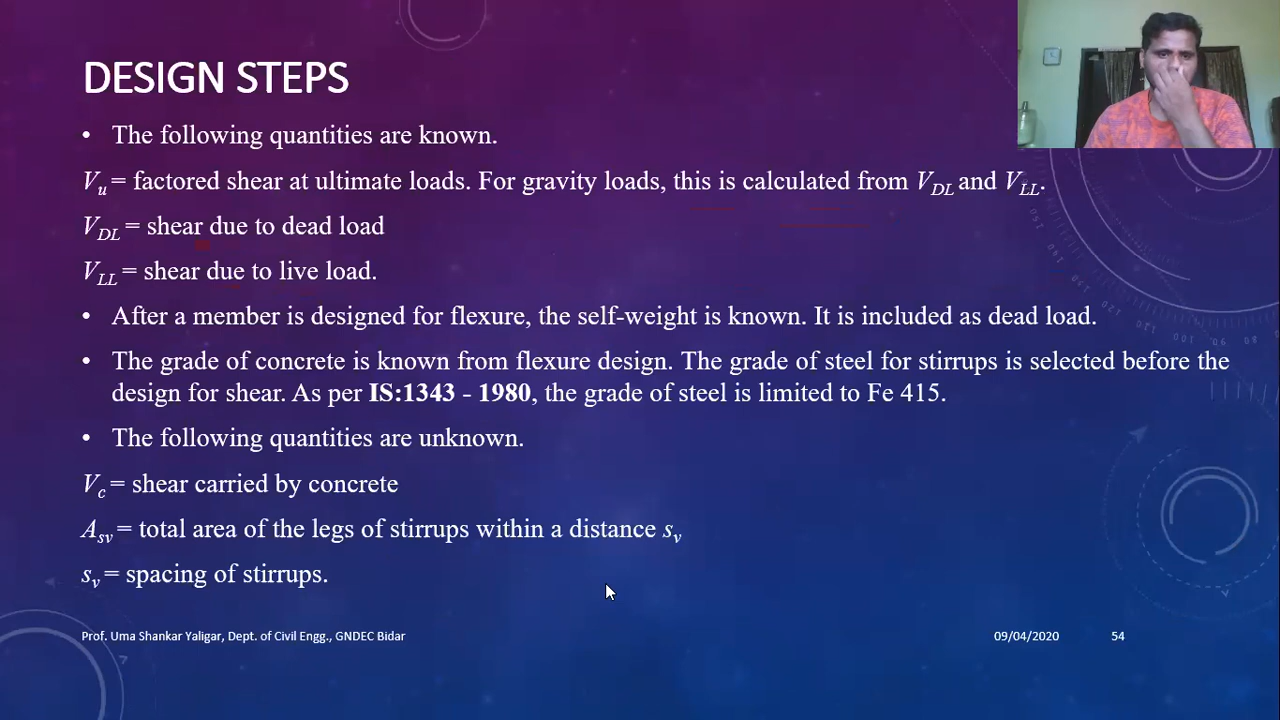 DESIGN STEPS
• The following quantities are known.
Vu = factored shear at ultimate loads. For gravity loads, this is calculated from VDL and VLL.
VDL = shear due to dead load
VLL = shear due to live load.
• After a member is designed for flexure, the self-weight is known. It is included as dead load.
• The grade of concrete is known from flexure design. The grade of steel for stirrups is selected before the
design for shear. As per IS:1343 - 1980, the grade of steel is limited to Fe 415.
• The following quantities are unknown.
Vc = shear carried by concrete
Asv = total area of the legs of stirrups within a distance sv
sv = spacing of stirrups.
Prof. Uma Shankar Yaligar, Dept. of Civil Engg., GNDEC Bidar 09/04/2020 54